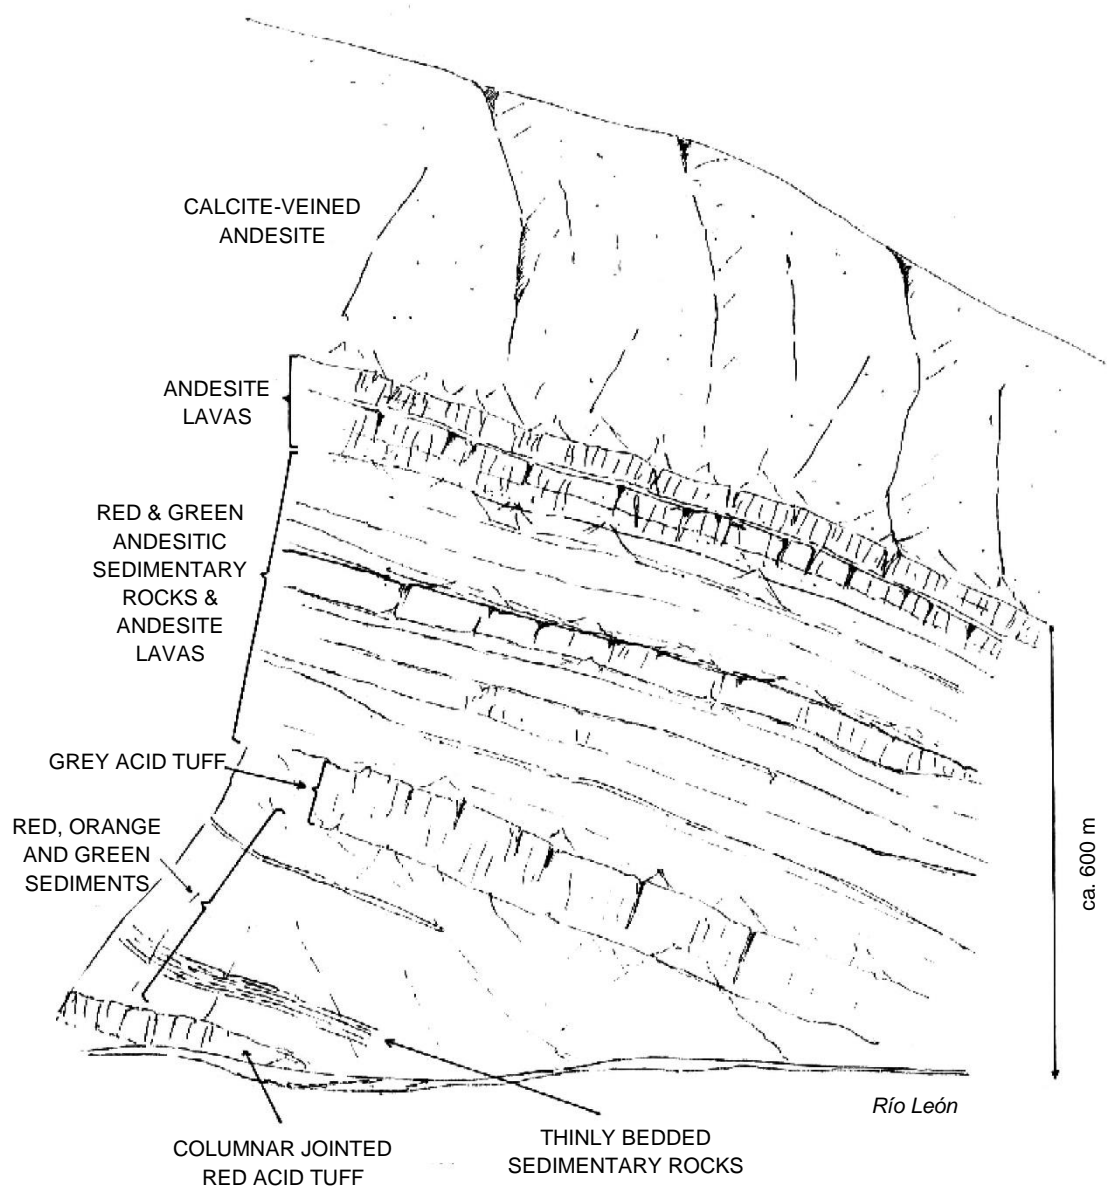 CALCITE-VEINED
ANDESITE
ANDESITE
LAVAS
RED & GREEN
ANDESITIC
SEDIMENTARY
ROCKS &
ANDESITE
LAVAS
GREY ACID TUFF
RED, ORANGE
AND GREEN
SEDIMENTS
ca. 600 m
Río León
COLUMNAR JOINTED
RED ACID TUFF
THINLY BEDDED
SEDIMENTARY ROCKS